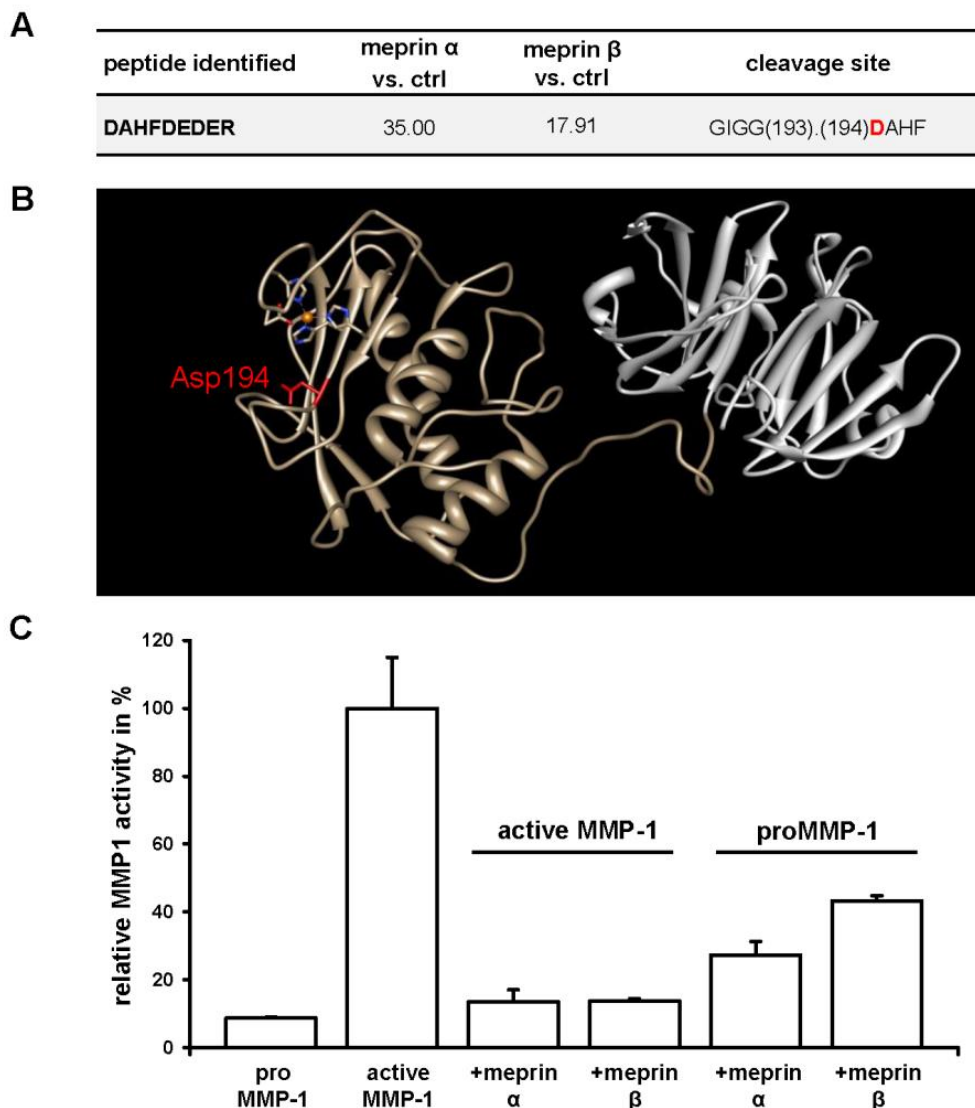 A
peptide identified meprin α vs. ctrl meprin β vs. ctrl cleavage site
DAHFDEDER 35.00 17.91 GIGG(193).(194)DAHF
B
Asp194
C
relative MMP1 activity in %
120
100
80
60
40
20
0
active MMP-1 proMMP-1
pro MMP-1
active MMP-1
+meprin α
+meprin β
+meprin α
+meprin β